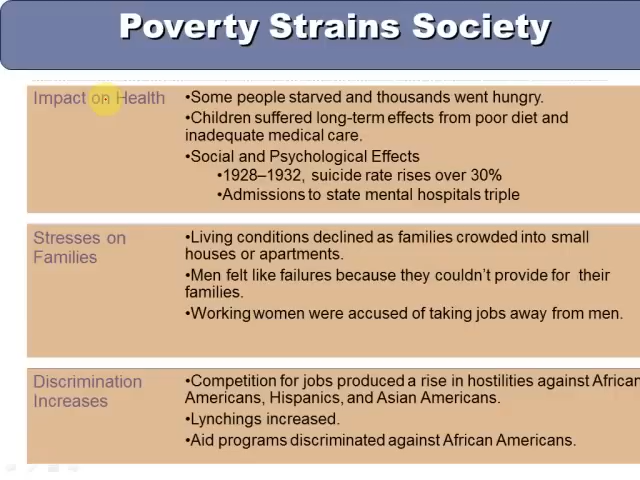 Poverty Strains Society
Impact on Health
•Some people starved and thousands went hungry.
•Children suffered long-term effects from poor diet and
inadequate medical care.
•Social and Psychological Effects
•1928–1932, suicide rate rises over 30%
•Admissions to state mental hospitals triple
Stresses on
Families
•Living conditions declined as families crowded into small
houses or apartments.
•Men felt like failures because they couldn’t provide for their
families.
•Working women were accused of taking jobs away from men.
Discrimination
Increases
•Competition for jobs produced a rise in hostilities against African
Americans, Hispanics, and Asian Americans.
•Lynchings increased.
•Aid programs discriminated against African Americans.